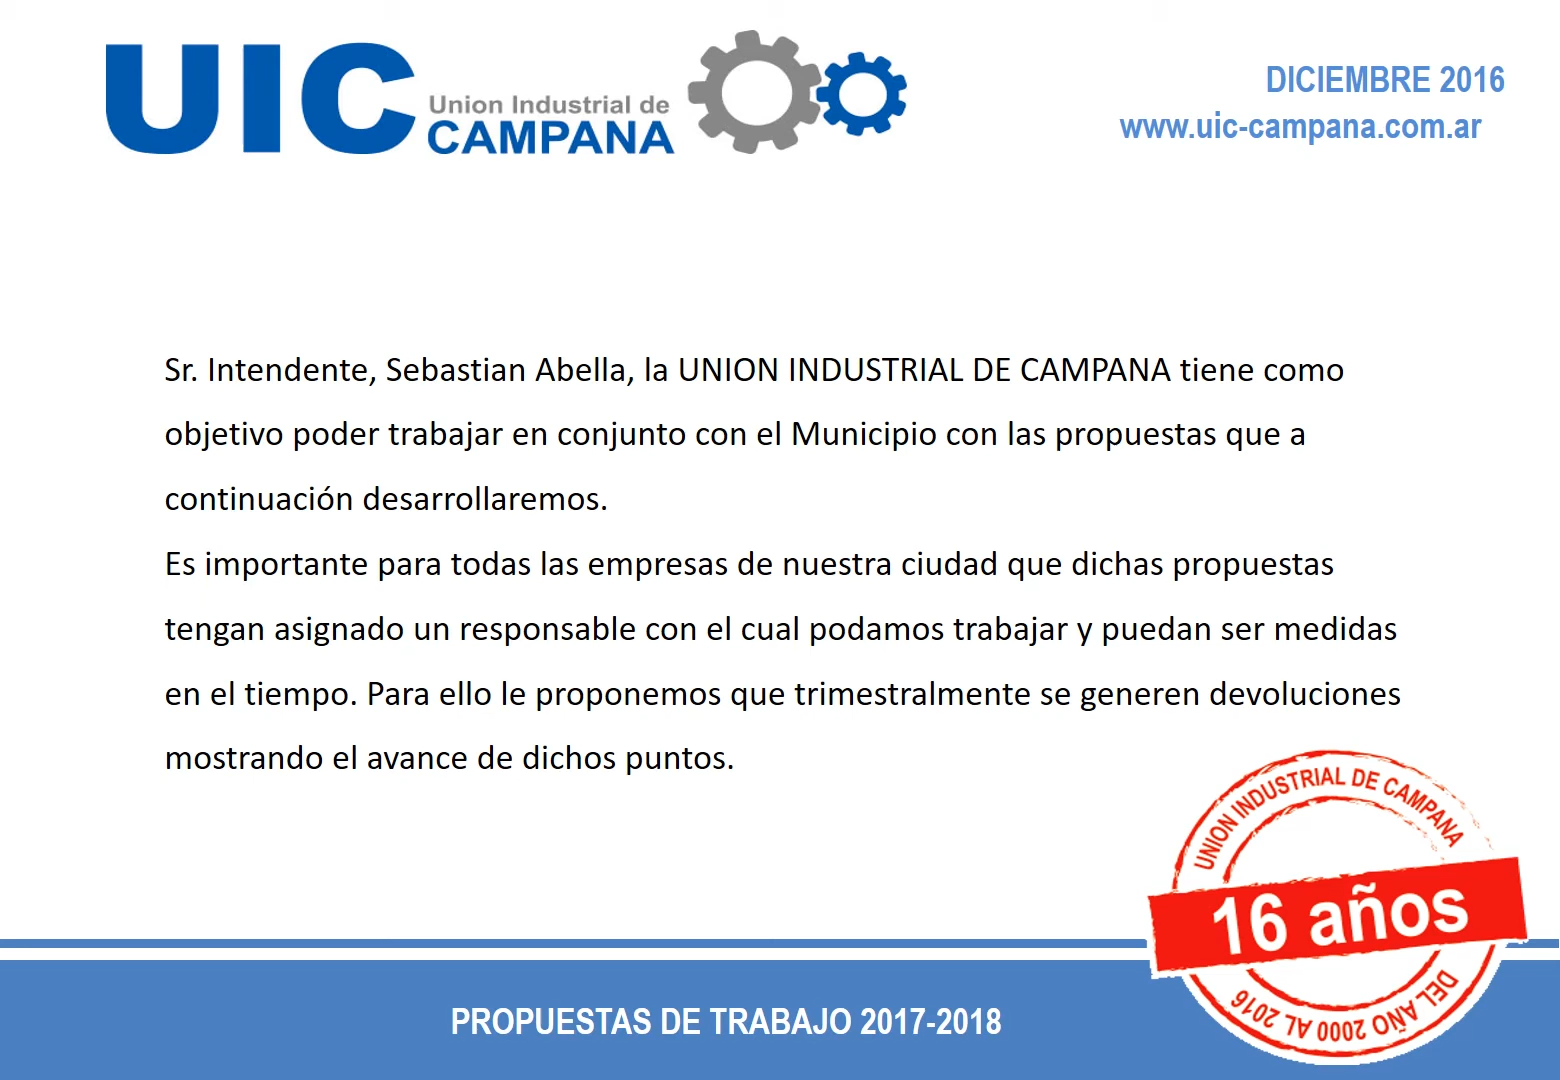 UIC
Union Industrial de
CAMPANA
DICIEMBRE 2016
www.uic-campana.com.ar
Sr. Intendente, Sebastian Abella, la UNION INDUSTRIAL DE CAMPANA tiene como
objetivo poder trabajar en conjunto con el Municipio con las propuestas que a
continuación desarrollaremos.
Es importante para todas las empresas de nuestra ciudad que dichas propuestas
tengan asignado un responsable con el cual podamos trabajar y puedan ser medidas
en el tiempo. Para ello le proponemos que trimestralmente se generen devoluciones
mostrando el avance de dichos puntos.
UNION INDUSTRIAL DE CAMPANA
16 años
DEL AÑO 2000 AL 2016
PROPUESTAS DE TRABAJO 2017-2018